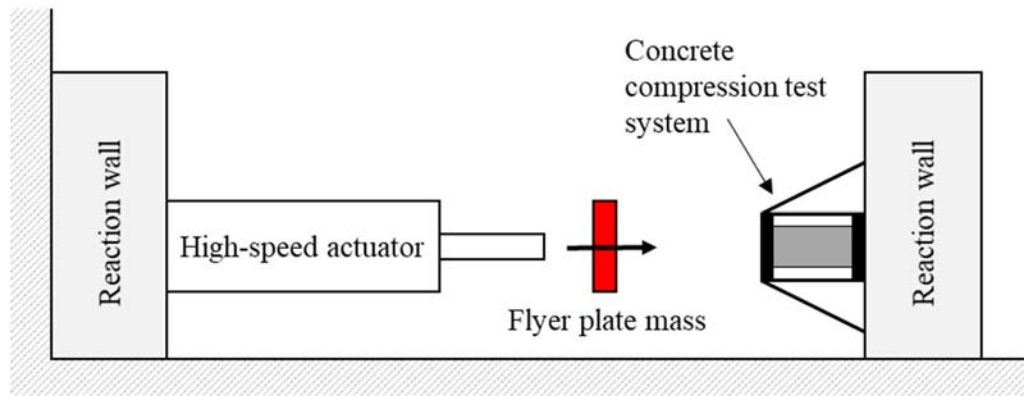 Concrete
compression test
system
Reaction wall
High-speed actuator
Reaction wall
Flyer plate mass